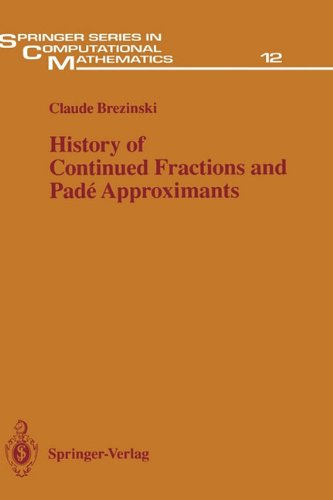 SPRINGER SERIES IN
COMPUTATIONAL
MATHEMATICS
12
Claude Brezinski
History of
Continued Fractions and
Padé Approximants
Springer-Verlag